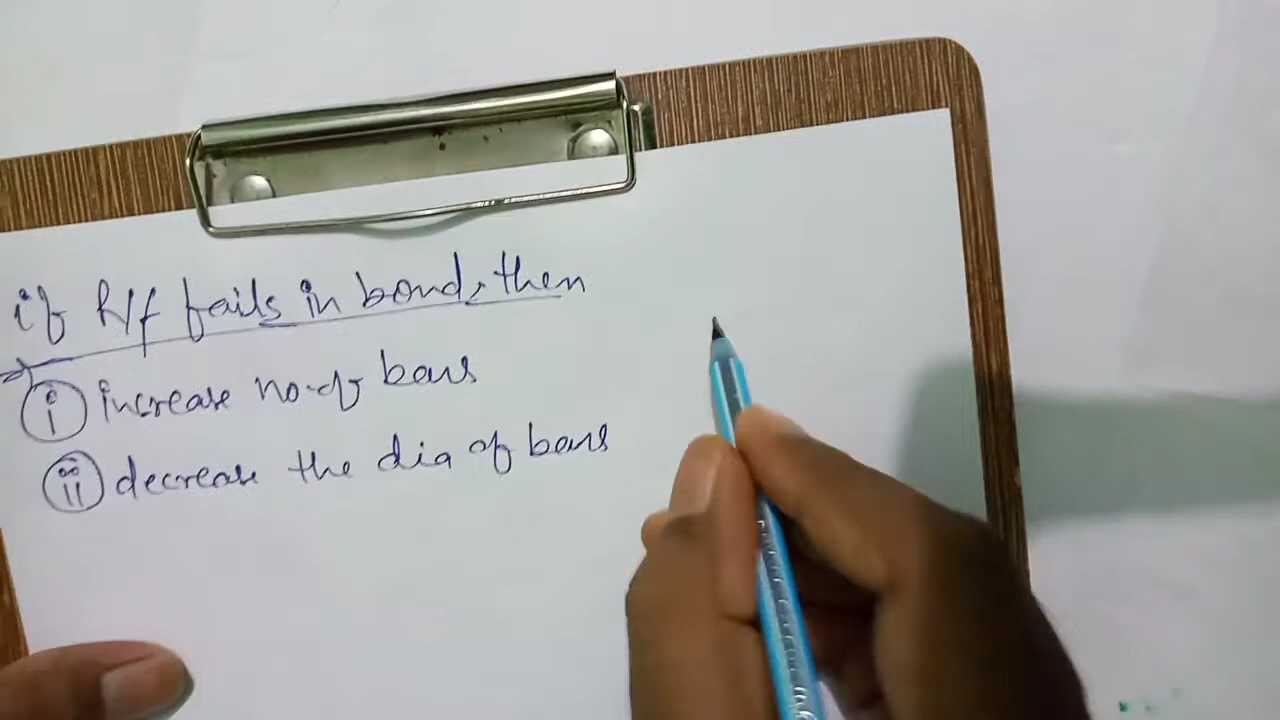 if R/f fails in bond, then
(i) increase no. of bars
(ii) decrease the dia of bars